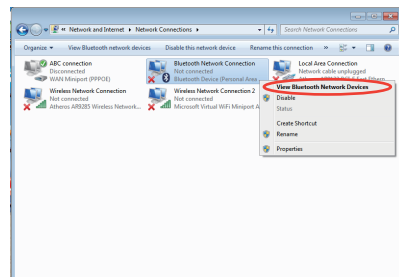 « Network and Internet ▸ Network Connections ▸
Search Network Connections
Organize ▾ View Bluetooth network devices Disable this network device Rename this connection »
ABC connection
Disconnected
WAN Miniport (PPPOE)
Bluetooth Network Connection
Not connected
Bluetooth Device (Personal Area ...
Local Area Connection
Network cable unplugged
Wireless Network Connection
Not connected
Atheros AR9285 Wireless Network...
Wireless Network Connection 2
Not connected
Microsoft Virtual WiFi Miniport A
View Bluetooth Network Devices
Disable
Status
Create Shortcut
Rename
Properties